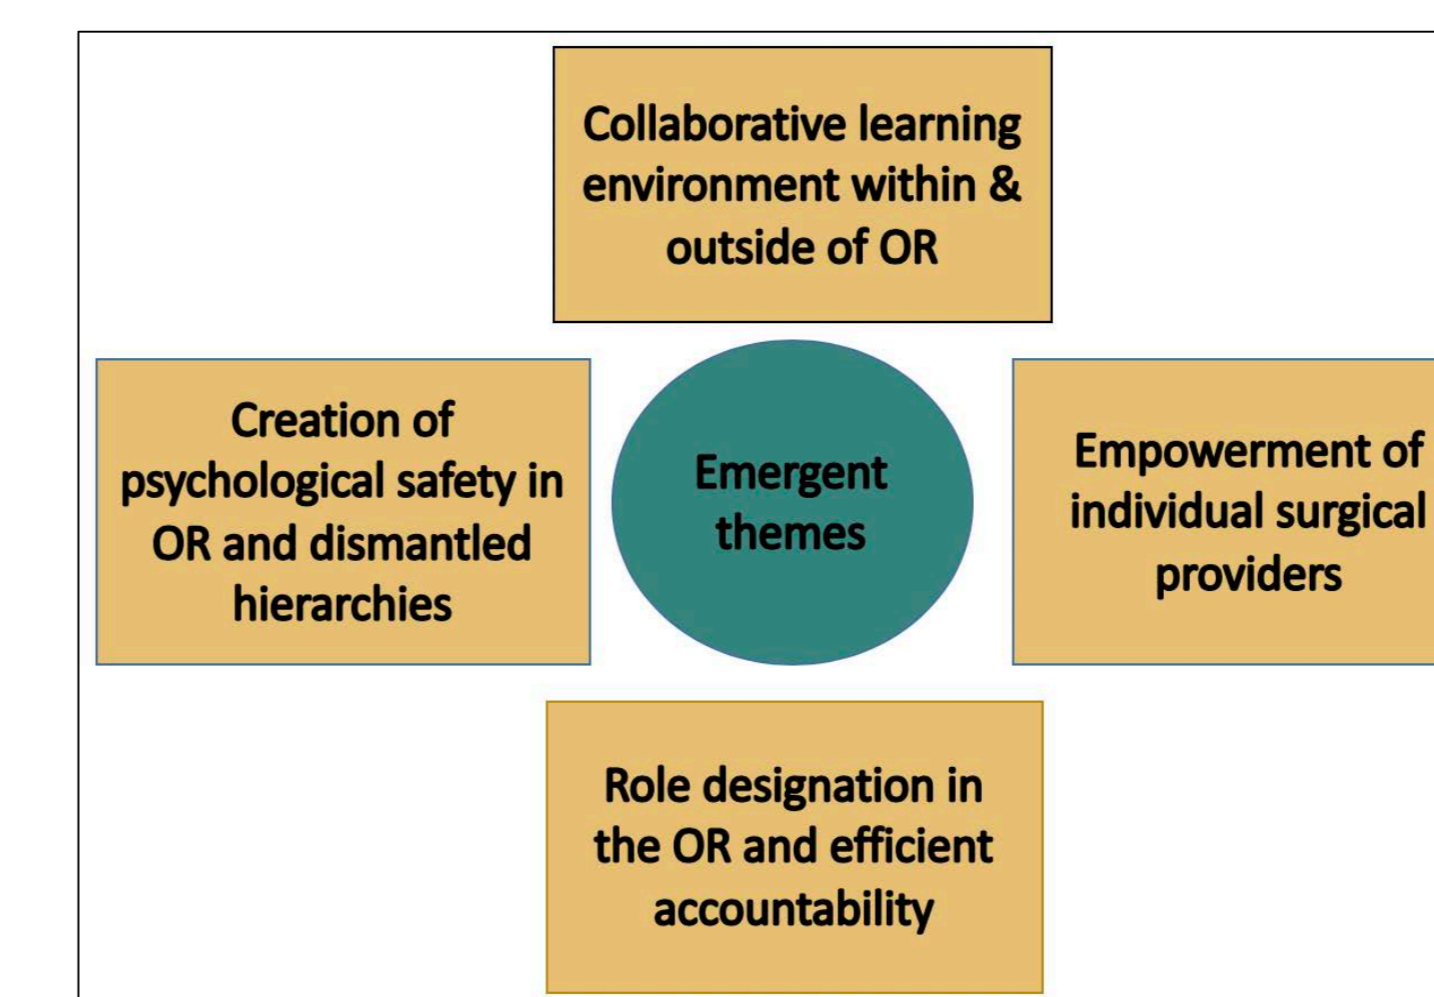 Collaborative learning
environment within &
outside of OR
Creation of
psychological safety in
OR and dismantled
hierarchies
Emergent
themes
Empowerment of
individual surgical
providers
Role designation in
the OR and efficient
accountability